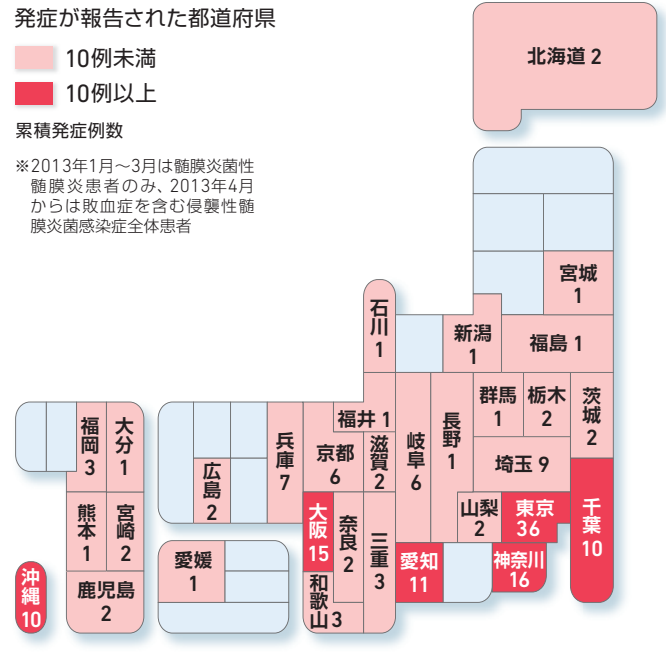 発症が報告された都道府県
10例未満
10例以上
累積発症例数
※2013年1月～3月は髄膜炎菌性
髄膜炎患者のみ、2013年4月
からは敗血症を含む侵襲性髄
膜炎菌感染症全体患者
北海道 2
宮城
1
石川
1
新潟
1
福島 1
福井 1
岐阜
6
長野
1
群馬
1
栃木
2
茨城
2
福岡
3
大分
1
広島
2
兵庫
7
京都
6
滋賀
2
埼玉 9
熊本
1
宮崎
2
大阪
15
奈良
2
三重
3
山梨
2
東京
36
千葉
10
愛媛
1
愛知
11
神奈川
16
沖縄
10
鹿児島
2
和歌
山3